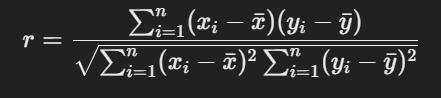 r = \frac{\sum_{i=1}^{n}(x_i - \bar{x})(y_i - \bar{y})}{\sqrt{\sum_{i=1}^{n}(x_i - \bar{x})^2 \sum_{i=1}^{n}(y_i - \bar{y})^2}}